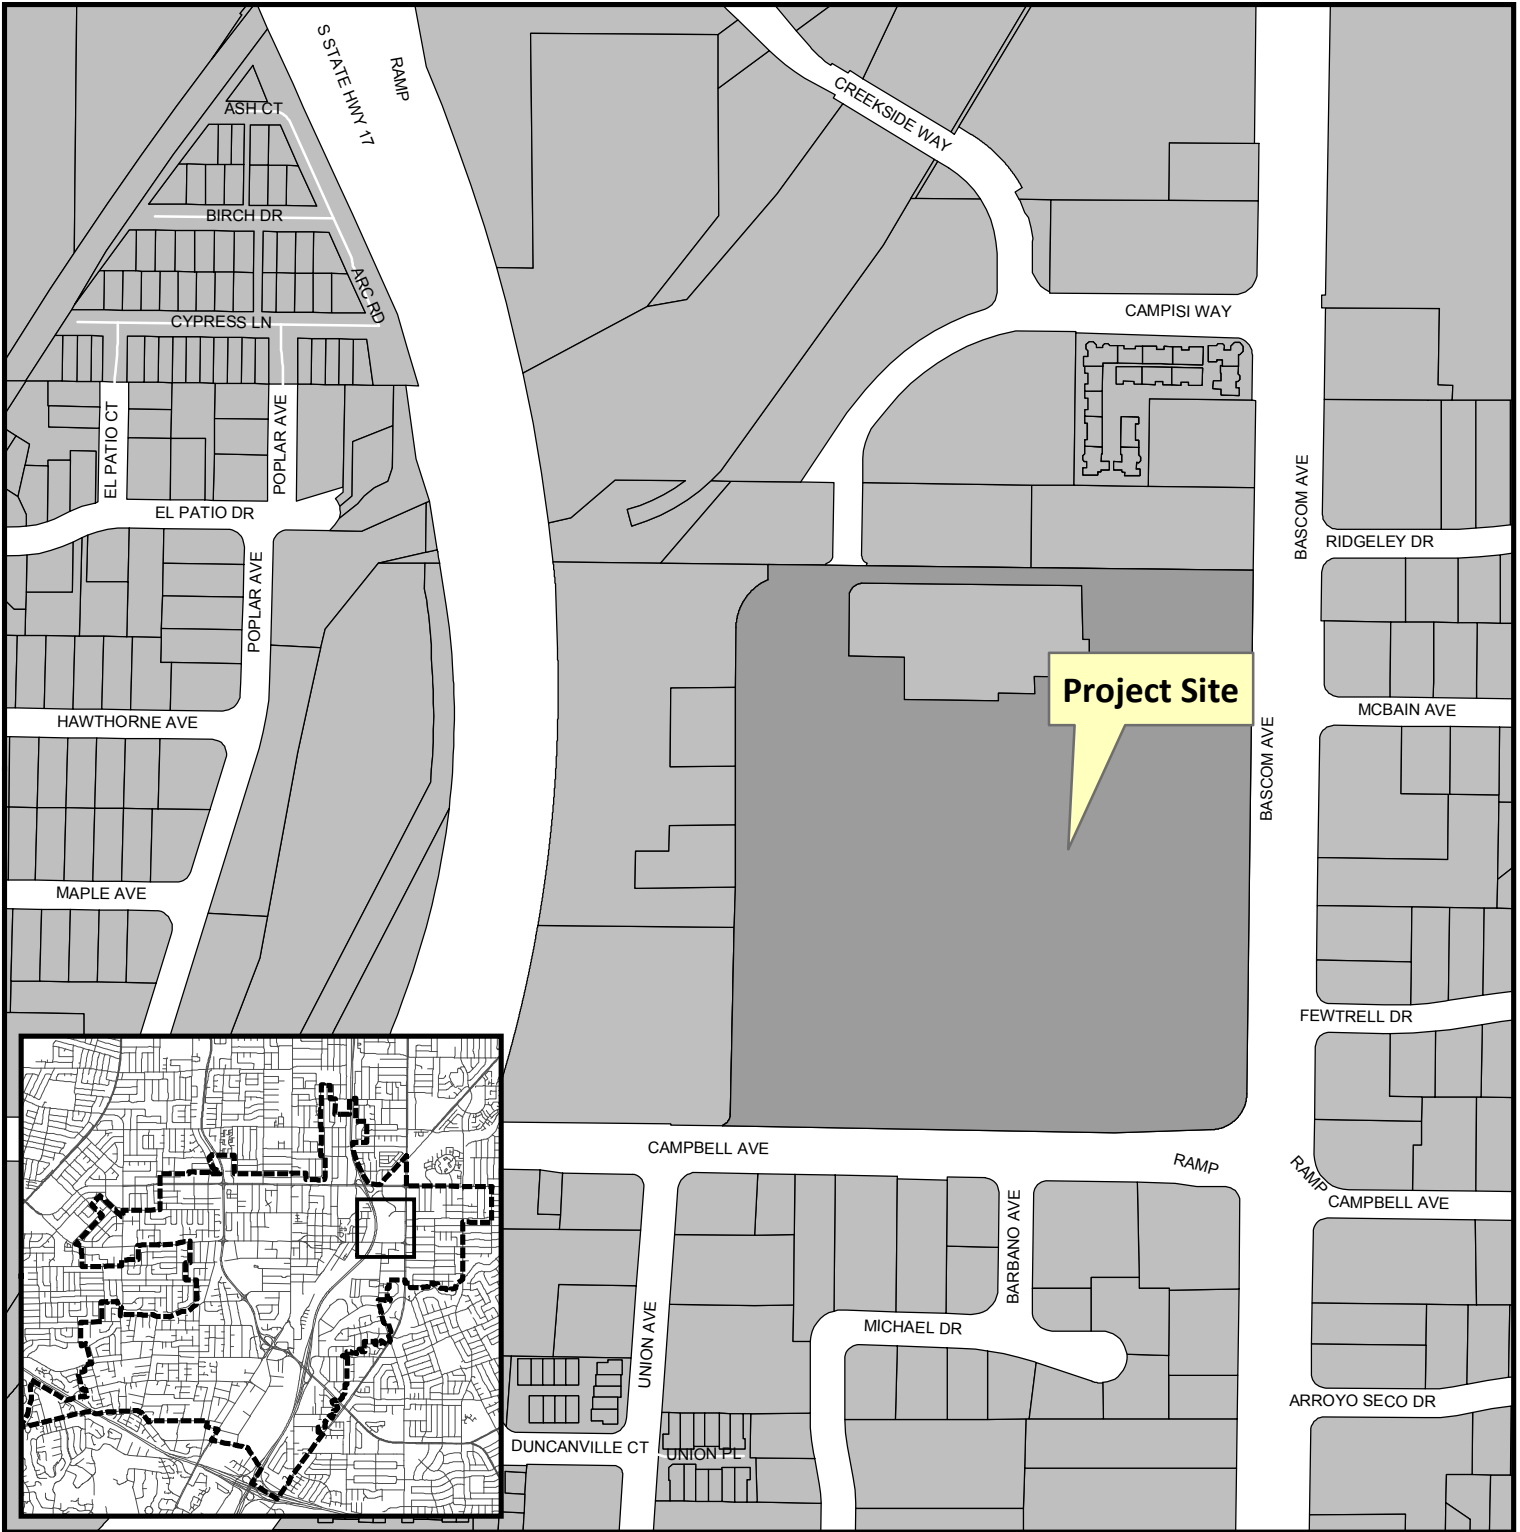 S STATE HWY 17
RAMP
CREEKSIDE WAY
ASH CT
BIRCH DR
ARC RD
CYPRESS LN
CAMPISI WAY
EL PATIO CT
POPLAR AVE
BASCOM AVE
EL PATIO DR
RIDGELEY DR
POPLAR AVE
Project Site
HAWTHORNE AVE
MCBAIN AVE
BASCOM AVE
MAPLE AVE
FEWTRELL DR
CAMPBELL AVE
RAMP
RAMP
CAMPBELL AVE
BARBANO AVE
UNION AVE
MICHAEL DR
ARROYO SECO DR
DUNCANVILLE CT
UNION PL